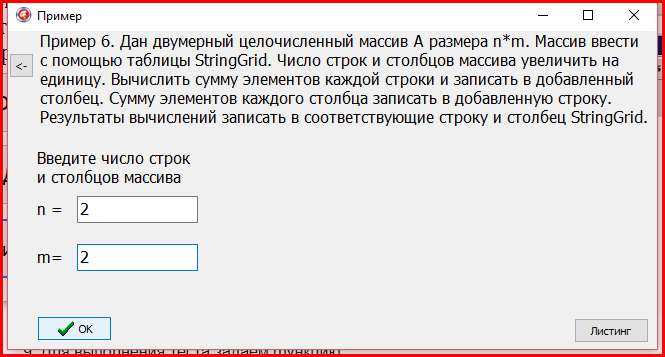 Пример
Пример 6. Дан двумерный целочисленный массив A размера n*m. Массив ввести
<-
с помощью таблицы StringGrid. Число строк и столбцов массива увеличить на
единицу. Вычислить сумму элементов каждой строки и записать в добавленный
столбец. Сумму элементов каждого столбца записать в добавленную строку.
Результаты вычислений записать в соответствующие строку и столбец StringGrid.
Введите число строк
и столбцов массива
n = 2
m= 2
OK
Листинг